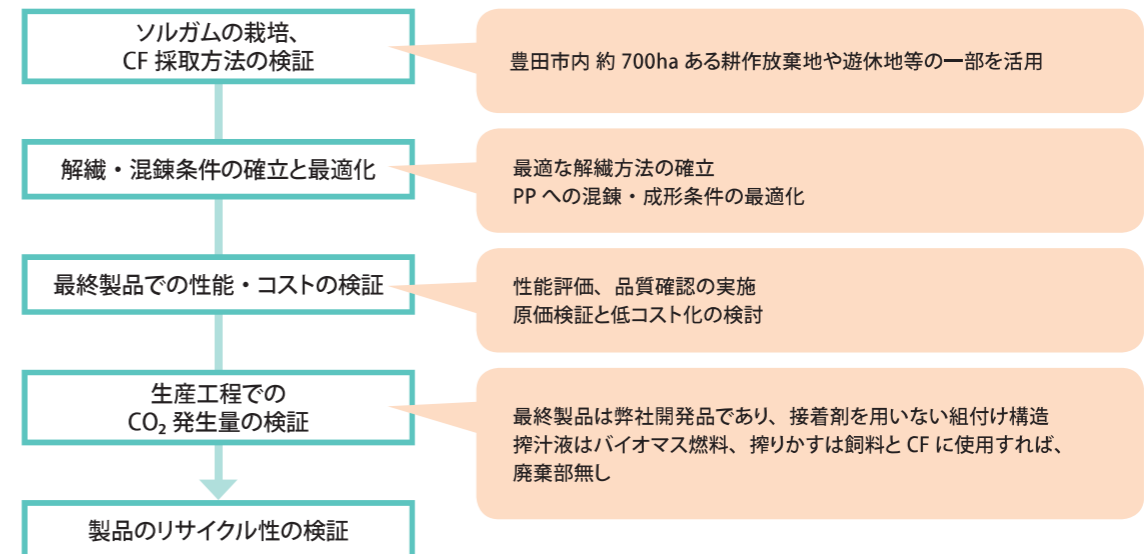 ソルガムの栽培、
CF 採取方法の検証
豊田市内 約 700ha ある耕作放棄地や遊休地等の一部を活用
解繊・混錬条件の確立と最適化
最適な解繊方法の確立
PP への混錬・成形条件の最適化
最終製品での性能・コストの検証
性能評価、品質確認の実施
原価検証と低コスト化の検討
生産工程での
CO₂ 発生量の検証
最終製品は弊社開発品であり、接着剤を用いない組付け構造
搾汁液はバイオマス燃料、搾りかすは飼料と CF に使用すれば、
廃棄部無し
製品のリサイクル性の検証